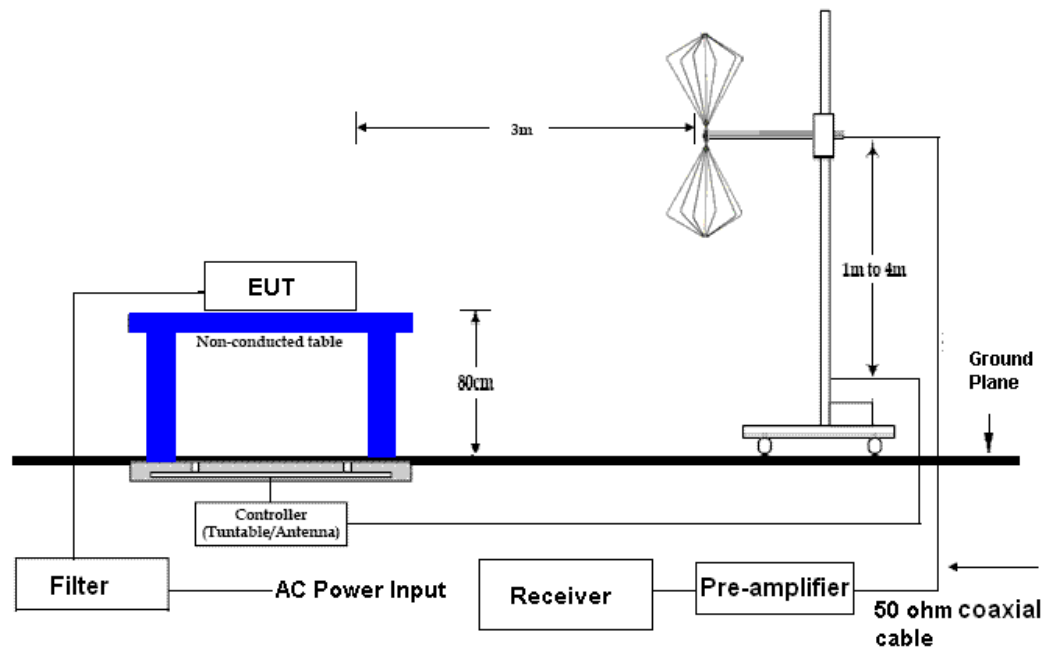 3m
1m to 4m
EUT
Non-conducted table
80cm
Ground
Plane
Controller
(Tuntable/Antenna)
Filter
AC Power Input
Receiver
Pre-amplifier
50 ohm coaxial
cable